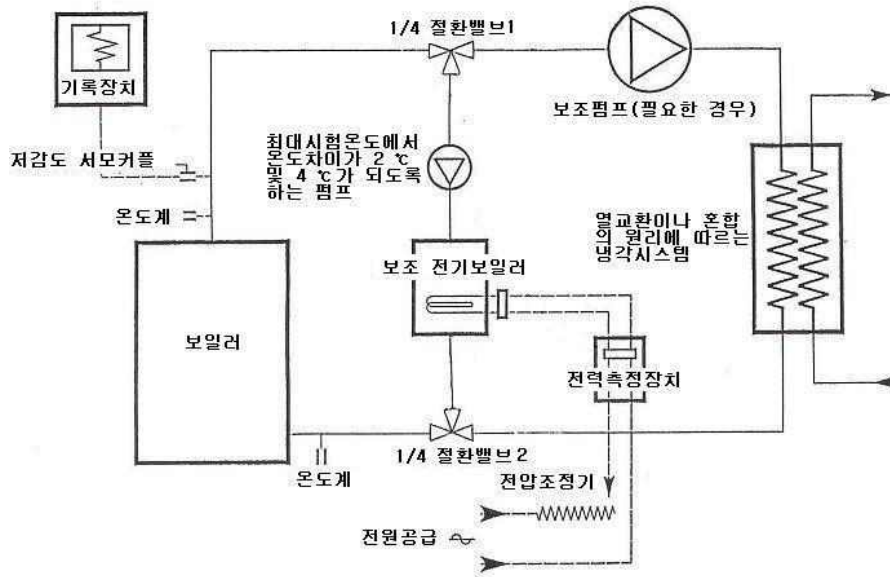 1/4 절환밸브1
기록장치
보조펌프(필요한 경우)
최대시험온도에서
온도차이가 2 ℃
및 4 ℃가 되도록
하는 펌프
저감도 서모커플
온도계
열교환이나 혼합
의 원리에 따르는
냉각시스템
보조 전기보일러
보일러
전력측정장치
1/4 절환밸브2
온도계
전압조정기
전원공급